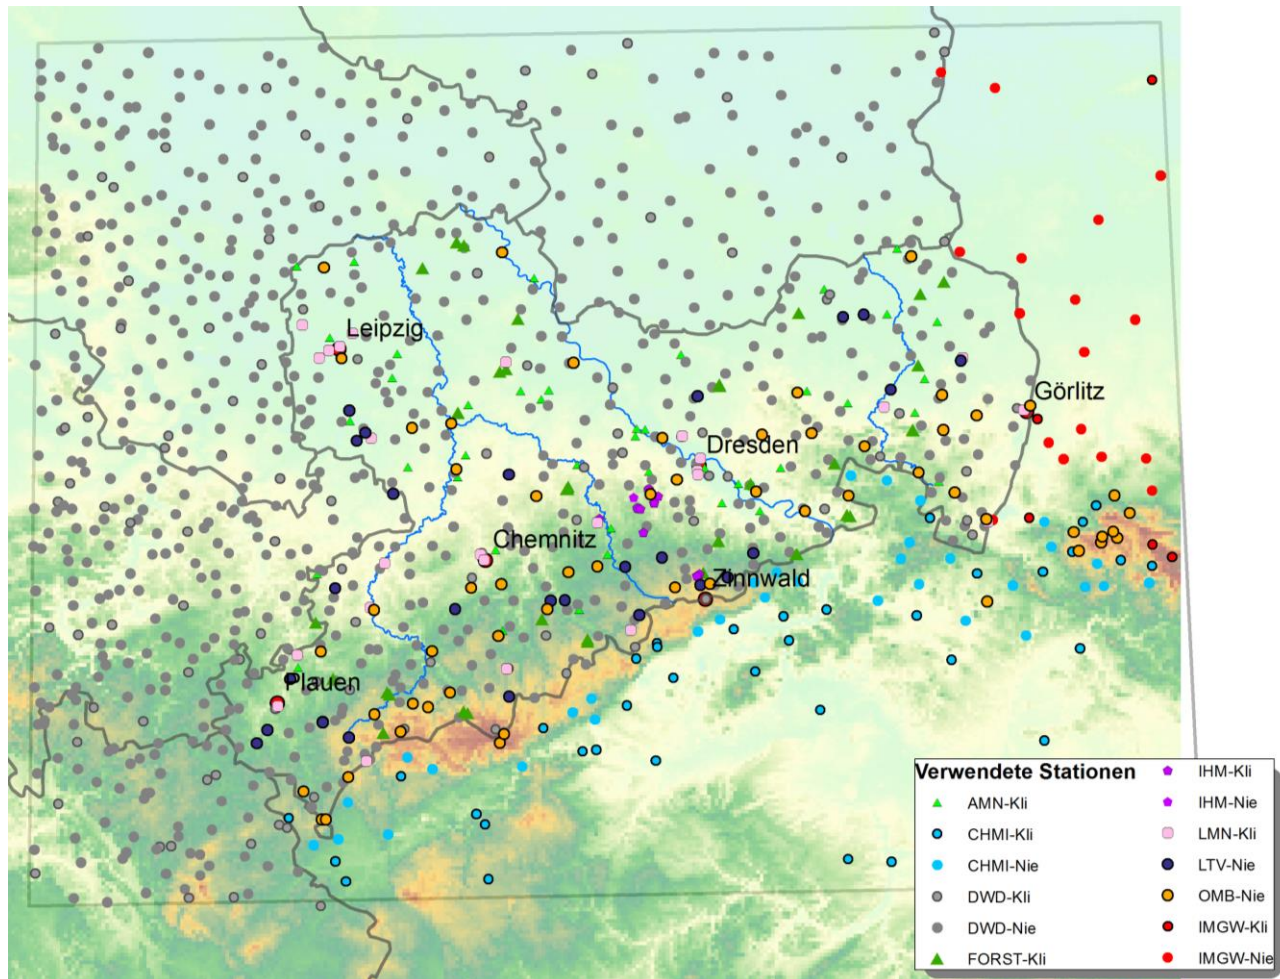 Leipzig
Görlitz
Dresden
Chemnitz
Zinnwald
Plauen
Verwendete Stationen
AMN-Kli
CHMI-Kli
CHMI-Nie
DWD-Kli
DWD-Nie
FORST-Kli
IHM-Kli
IHM-Nie
LMN-Kli
LTV-Nie
OMB-Nie
IMGW-Kli
IMGW-Nie